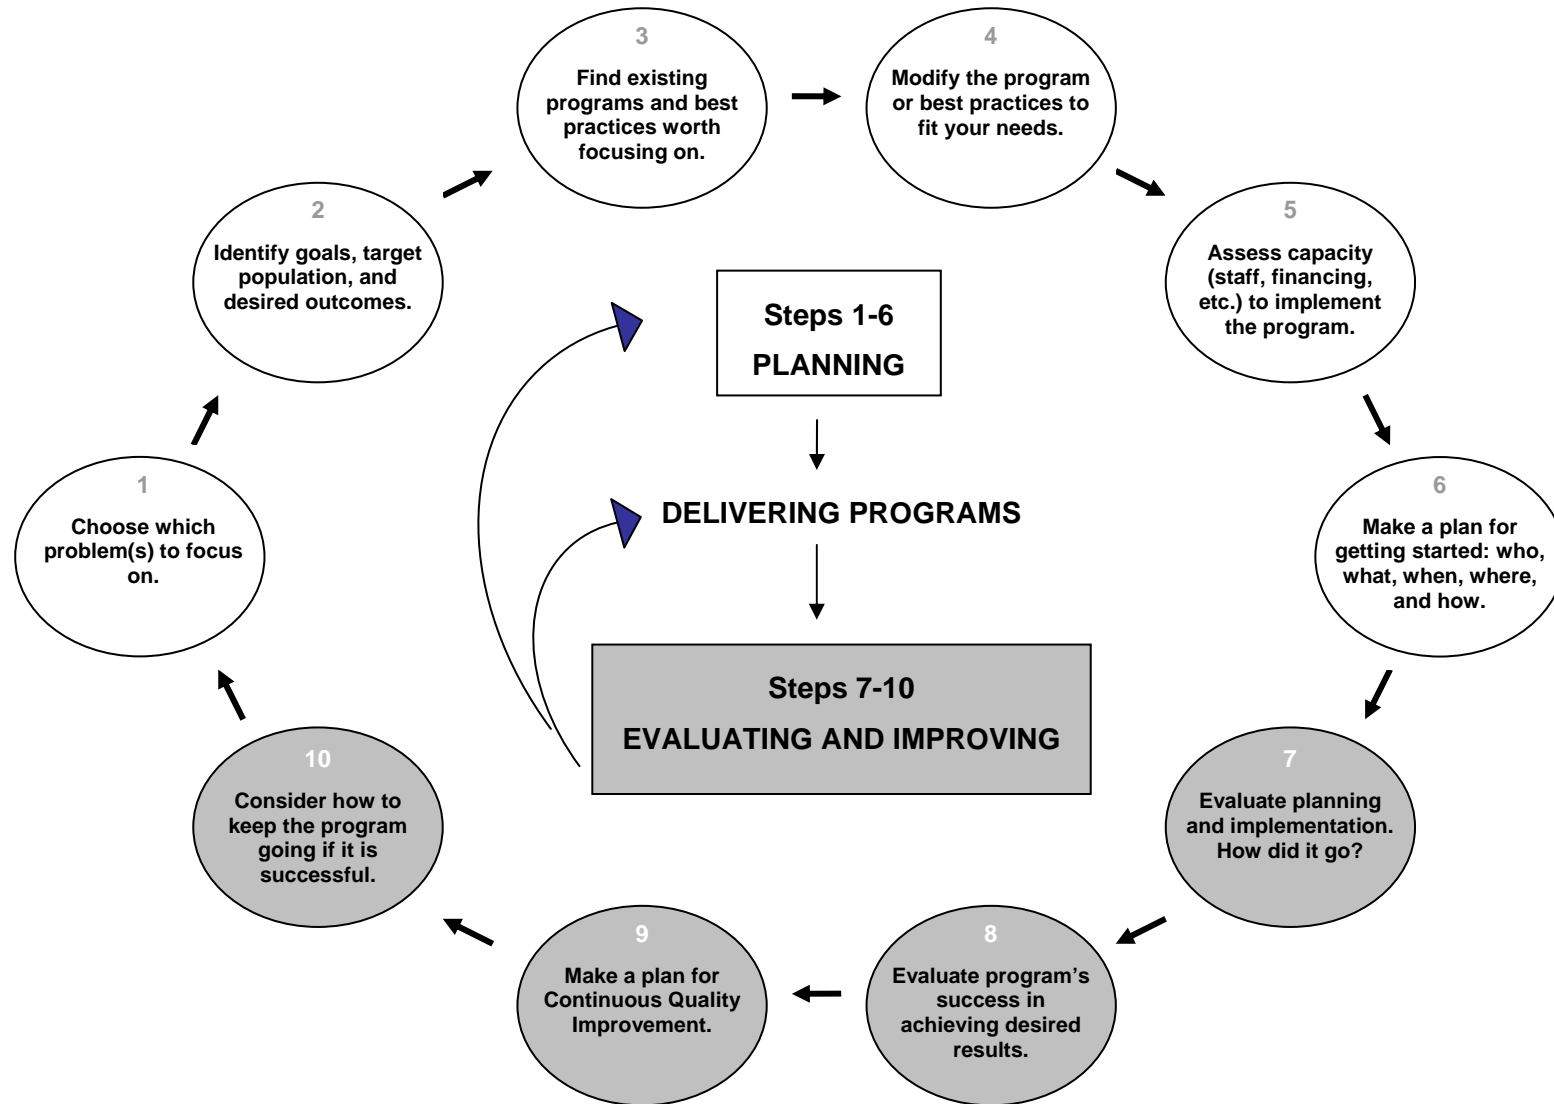 3
Find existing
programs and best
practices worth
focusing on.
4
Modify the program
or best practices to
fit your needs.
2
Identify goals, target
population, and
desired outcomes.
5
Assess capacity
(staff, financing,
etc.) to implement
the program.
Steps 1-6
PLANNING
1
Choose which
problem(s) to focus
on.
DELIVERING PROGRAMS
6
Make a plan for
getting started: who,
what, when, where,
and how.
Steps 7-10
EVALUATING AND IMPROVING
10
Consider how to
keep the program
going if it is
successful.
7
Evaluate planning
and implementation.
How did it go?
9
Make a plan for
Continuous Quality
Improvement.
8
Evaluate program’s
success in
achieving desired
results.